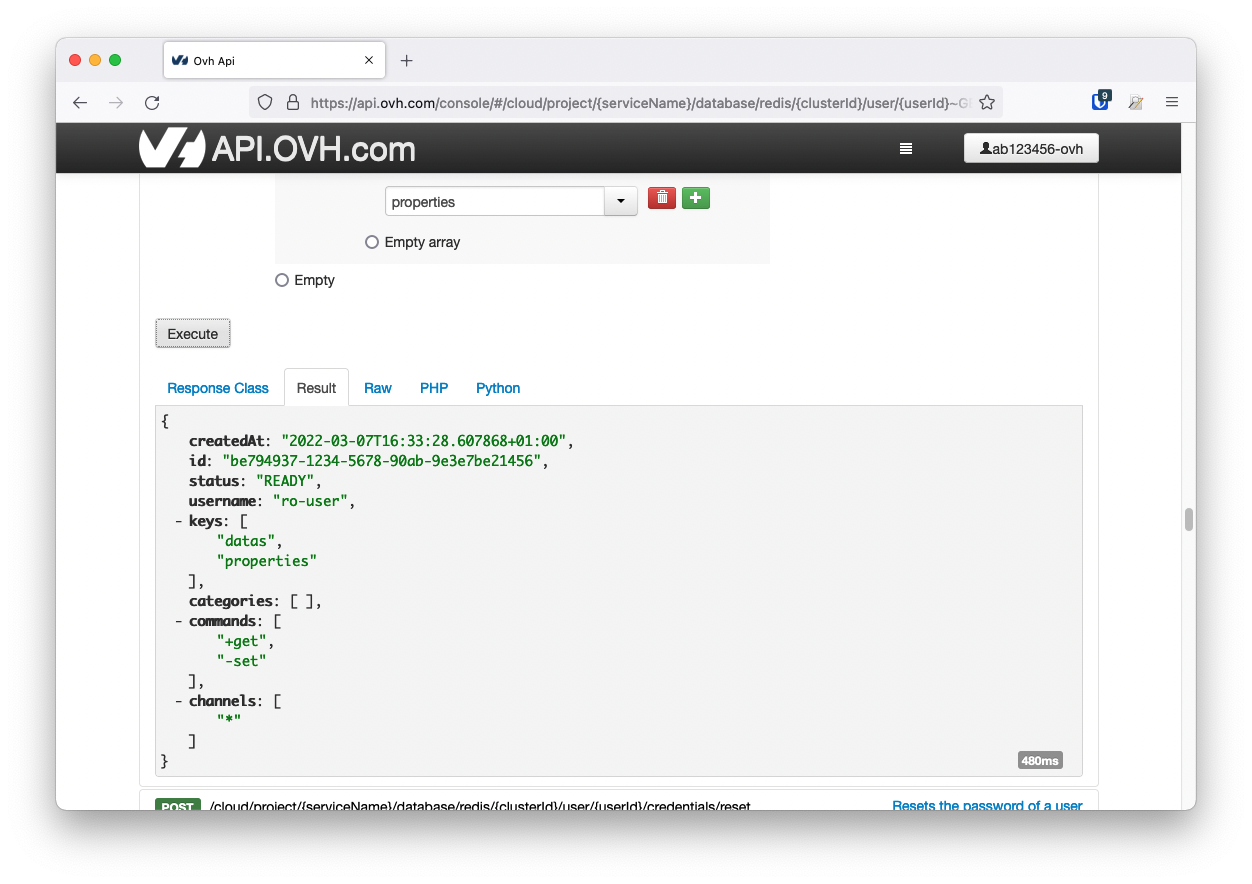 Ovh Api
https://api.ovh.com/console/#/cloud/project/{serviceName}/database/redis/{clusterId}/user/{userId}~G
9
API.OVH.com
ab123456-ovh
properties
Empty array
Empty
Execute
Response Class Result Raw PHP Python
{
createdAt: "2022-03-07T16:33:28.607868+01:00",
id: "be794937-1234-5678-90ab-9e3e7be21456",
status: "READY",
username: "ro-user",
- keys: [
"datas",
"properties"
],
categories: [ ],
- commands: [
"+get",
"-set"
],
- channels: [
"*"
]
}
480ms
POST /cloud/project/{serviceName}/database/redis/{clusterId}/user/{userId}/credentials/reset Resets the password of a user